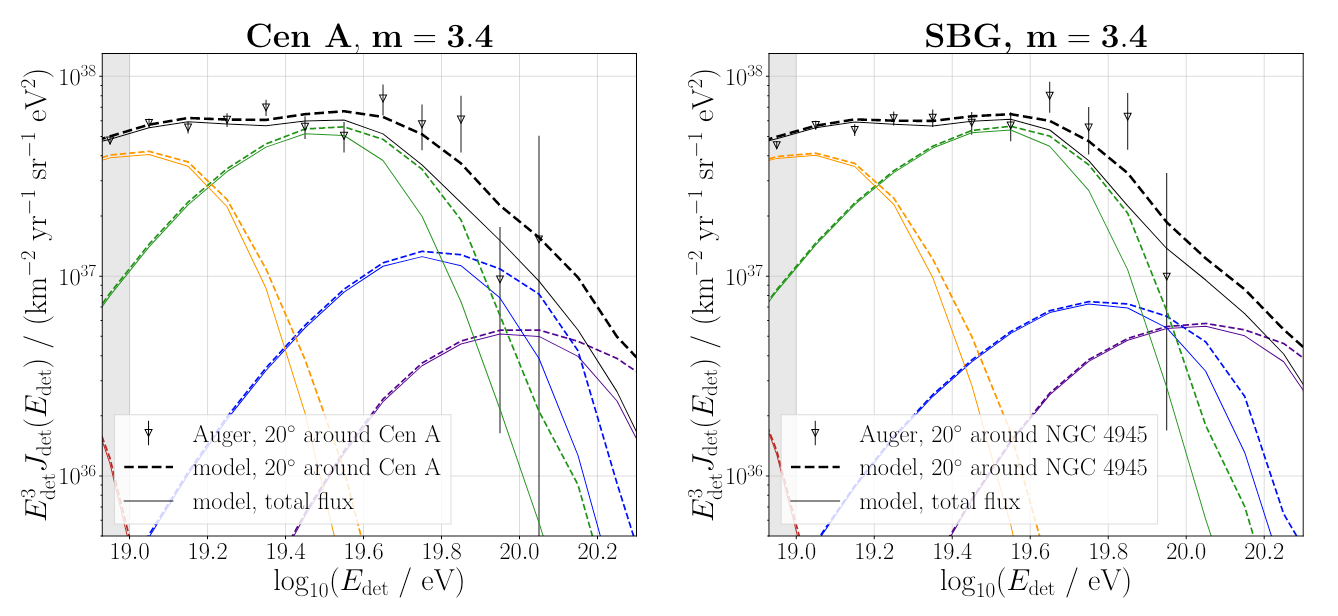 Cen A, m = 3.4
10^38
10^37
10^36
E^3_det J_det(E_det) / (km^−2 yr^−1 sr^−1 eV^2)
Auger, 20° around Cen A
model, 20° around Cen A
model, total flux
19.0 19.2 19.4 19.6 19.8 20.0 20.2
log_10(E_det / eV)
SBG, m = 3.4
10^38
10^37
10^36
E^3_det J_det(E_det) / (km^−2 yr^−1 sr^−1 eV^2)
Auger, 20° around NGC 4945
model, 20° around NGC 4945
model, total flux
19.0 19.2 19.4 19.6 19.8 20.0 20.2
log_10(E_det / eV)